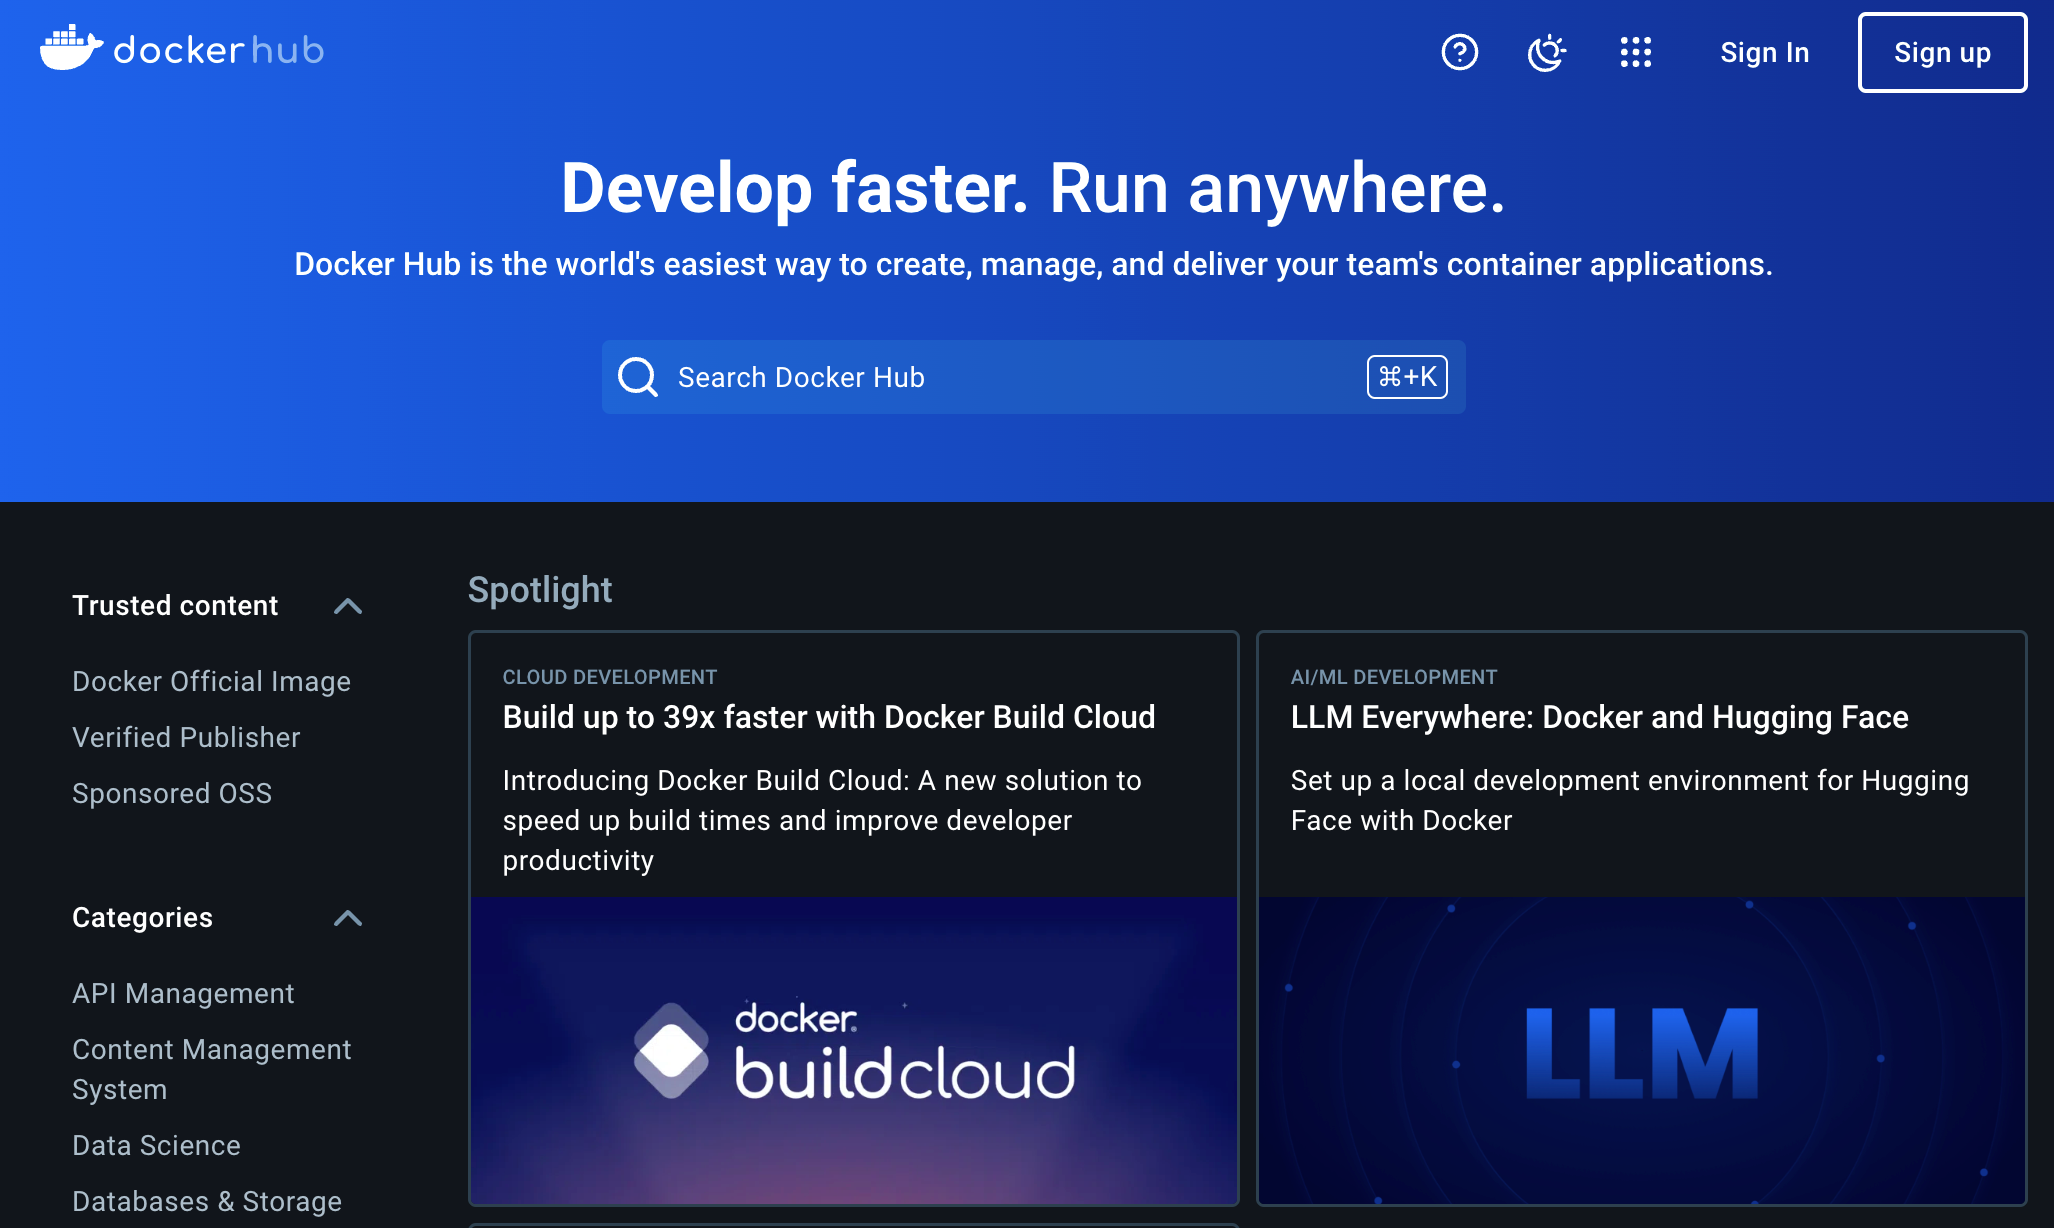 dockerhub
Sign In
Sign up
Develop faster. Run anywhere.
Docker Hub is the world's easiest way to create, manage, and deliver your team's container applications.
Search Docker Hub
⌘+K
Trusted content
Docker Official Image
Verified Publisher
Sponsored OSS
Categories
API Management
Content Management
System
Data Science
Databases & Storage
Spotlight
CLOUD DEVELOPMENT
Build up to 39x faster with Docker Build Cloud
Introducing Docker Build Cloud: A new solution to
speed up build times and improve developer
productivity
docker®
buildcloud
AI/ML DEVELOPMENT
LLM Everywhere: Docker and Hugging Face
Set up a local development environment for Hugging
Face with Docker
LLM